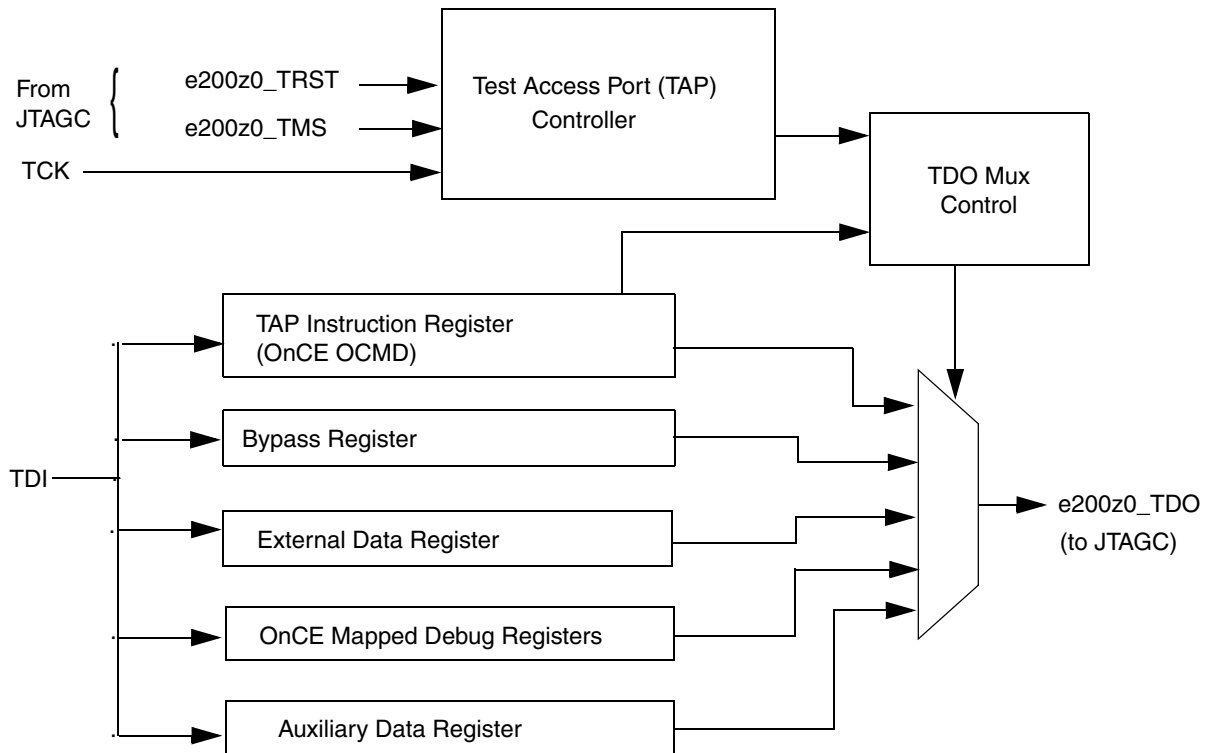 From
JTAGC
e200z0_TRST
e200z0_TMS
TCK
Test Access Port (TAP)
Controller
TDO Mux
Control
TAP Instruction Register
(OnCE OCMD)
Bypass Register
TDI
External Data Register
e200z0_TDO
(to JTAGC)
OnCE Mapped Debug Registers
Auxiliary Data Register